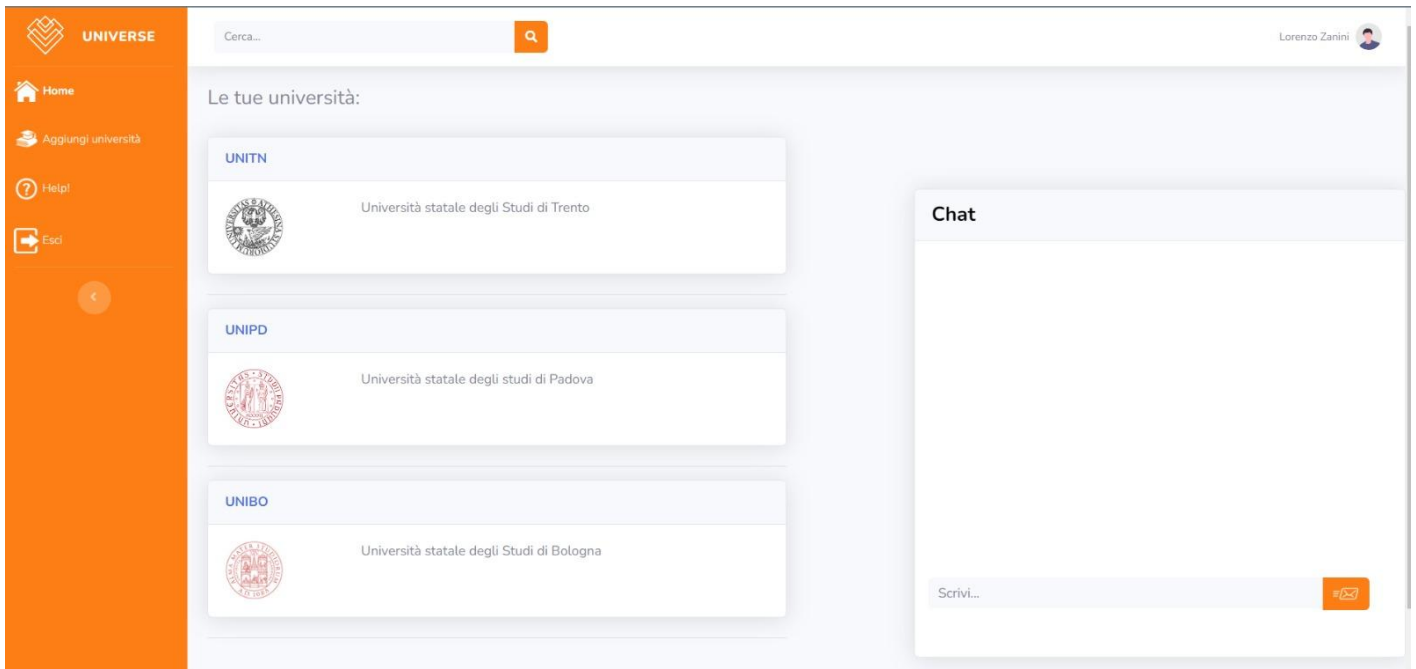 UNIVERSE
Cerca...
Lorenzo Zanini
Home
Aggiungi università
Help!
Esci
Le tue università:
UNITN
Università statale degli Studi di Trento
UNIPD
Università statale degli studi di Padova
UNIBO
Università statale degli Studi di Bologna
Chat
Scrivi...